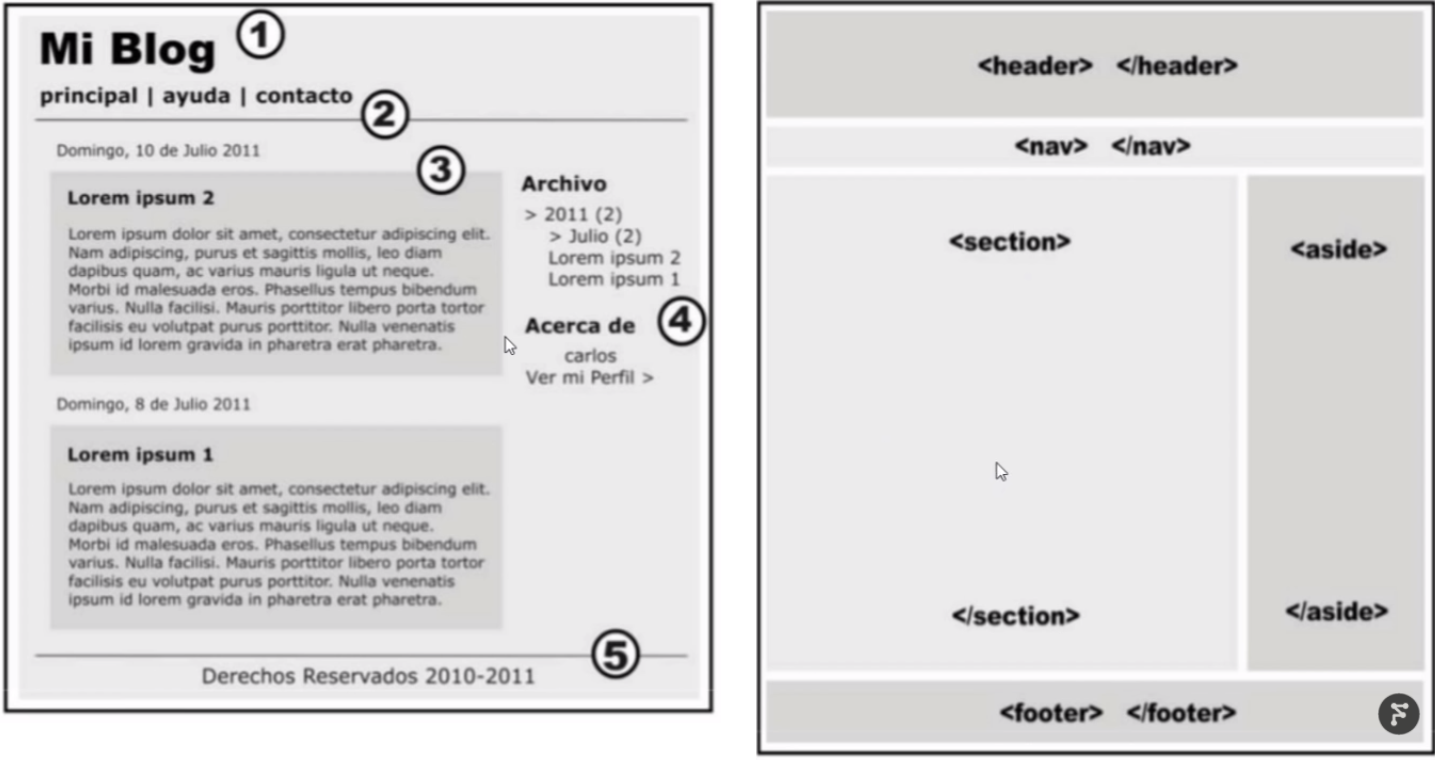 Mi Blog
1
principal | ayuda | contacto
2
Domingo, 10 de Julio 2011
3
Lorem ipsum 2
Lorem ipsum dolor sit amet, consectetur adipiscing elit.
Nam adipiscing, purus et sagittis mollis, leo diam
dapibus quam, ac varius mauris ligula ut neque.
Morbi id malesuada eros. Phasellus tempus bibendum
varius. Nulla facilisi. Mauris porttitor libero porta tortor
facilisis eu volutpat purus porttitor. Nulla venenatis
ipsum id lorem gravida in pharetra erat pharetra.
Domingo, 8 de Julio 2011
Lorem ipsum 1
Lorem ipsum dolor sit amet, consectetur adipiscing elit.
Nam adipiscing, purus et sagittis mollis, leo diam
dapibus quam, ac varius mauris ligula ut neque.
Morbi id malesuada eros. Phasellus tempus bibendum
varius. Nulla facilisi. Mauris porttitor libero porta tortor
facilisis eu volutpat purus porttitor. Nulla venenatis
ipsum id lorem gravida in pharetra erat pharetra.
Archivo
> 2011 (2)
> Julio (2)
Lorem ipsum 2
Lorem ipsum 1
Acerca de
4
carlos
Ver mi Perfil >
5
Derechos Reservados 2010-2011
<header> </header>
<nav> </nav>
<section>
</section>
<aside>
</aside>
<footer> </footer>